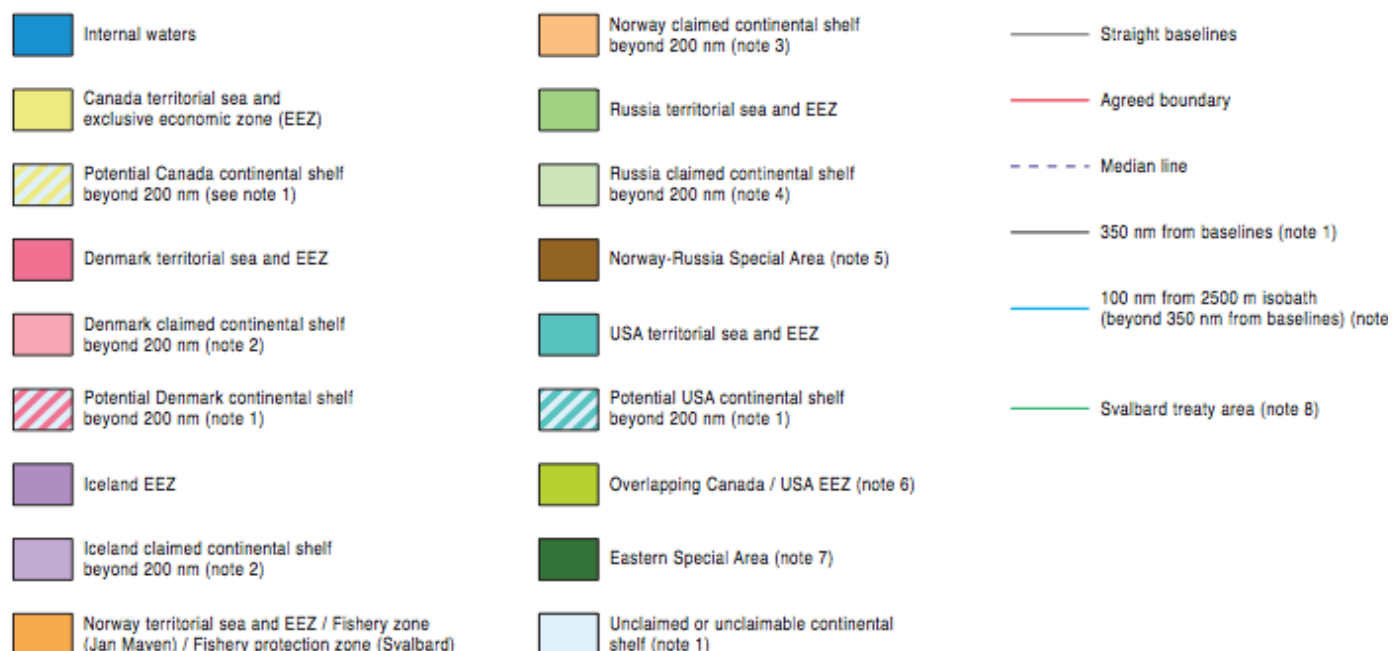 Internal waters
Canada territorial sea and
exclusive economic zone (EEZ)
Potential Canada continental shelf
beyond 200 nm (see note 1)
Denmark territorial sea and EEZ
Denmark claimed continental shelf
beyond 200 nm (note 2)
Potential Denmark continental shelf
beyond 200 nm (note 1)
Iceland EEZ
Iceland claimed continental shelf
beyond 200 nm (note 2)
Norway territorial sea and EEZ / Fishery zone
(Jan Mayen) / Fishery protection zone (Svalbard)
Norway claimed continental shelf
beyond 200 nm (note 3)
Russia territorial sea and EEZ
Russia claimed continental shelf
beyond 200 nm (note 4)
Norway-Russia Special Area (note 5)
USA territorial sea and EEZ
Potential USA continental shelf
beyond 200 nm (note 1)
Overlapping Canada / USA EEZ (note 6)
Eastern Special Area (note 7)
Unclaimed or unclaimable continental
shelf (note 1)
Straight baselines
Agreed boundary
Median line
350 nm from baselines (note 1)
100 nm from 2500 m isobath
(beyond 350 nm from baselines) (note
Svalbard treaty area (note 8)